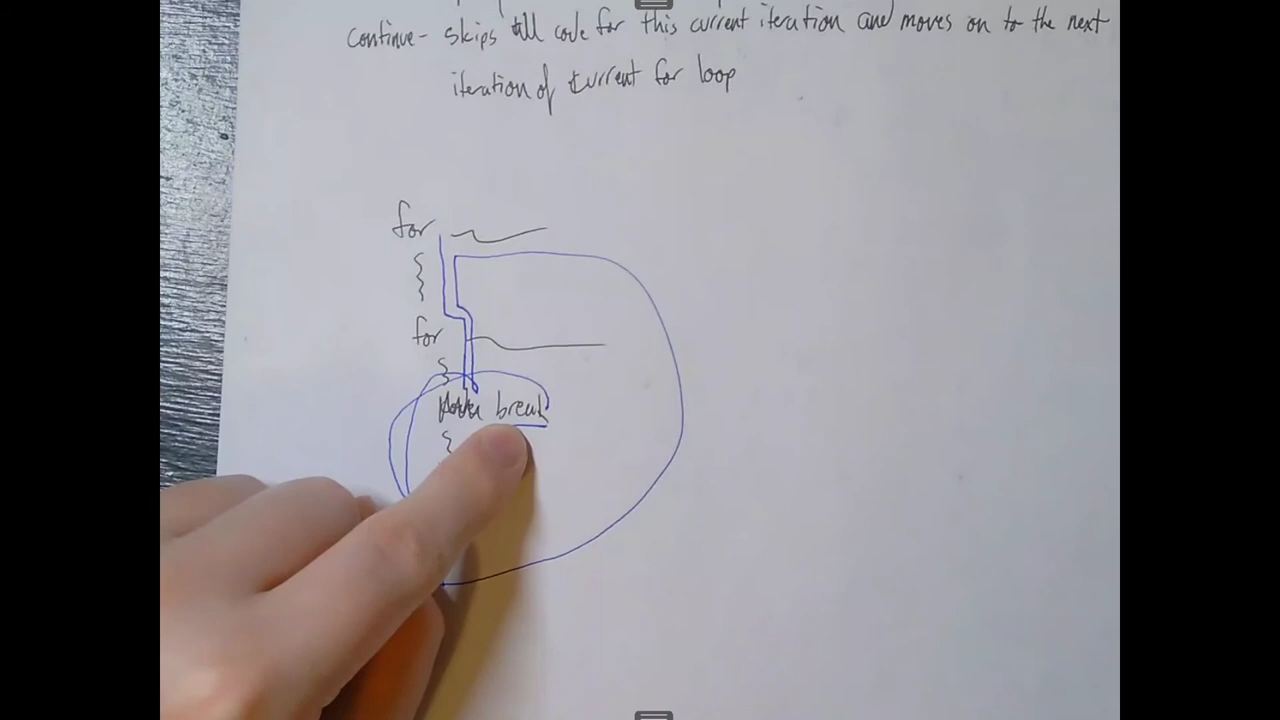 continue- skips all code for this current iteration and moves on to the next
iteration of current for loop
for
for
break